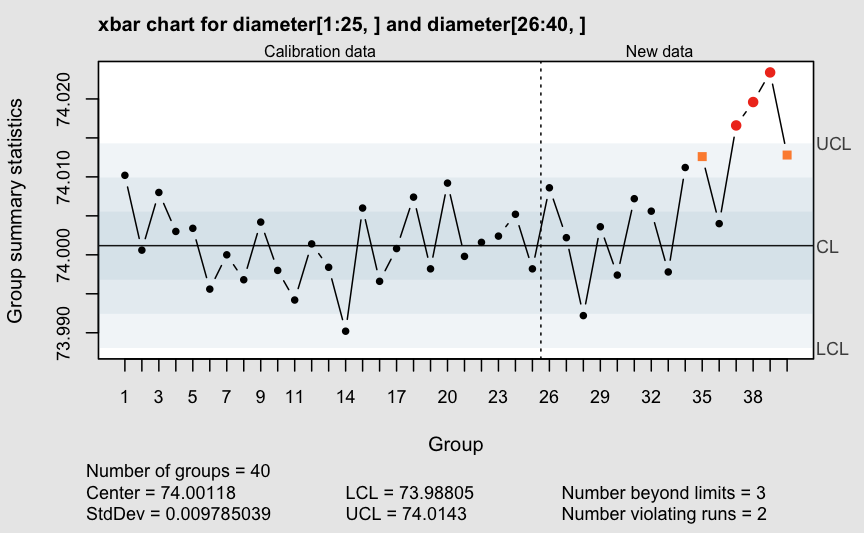 xbar chart for diameter[1:25, ] and diameter[26:40, ]
Calibration data
New data
Group summary statistics
74.020
74.010
74.000
73.990
UCL
CL
LCL
1 3 5 7 9 11 14 17 20 23 26 29 32 35 38
Group
Number of groups = 40
Center = 74.00118
StdDev = 0.009785039
LCL = 73.98805
UCL = 74.0143
Number beyond limits = 3
Number violating runs = 2